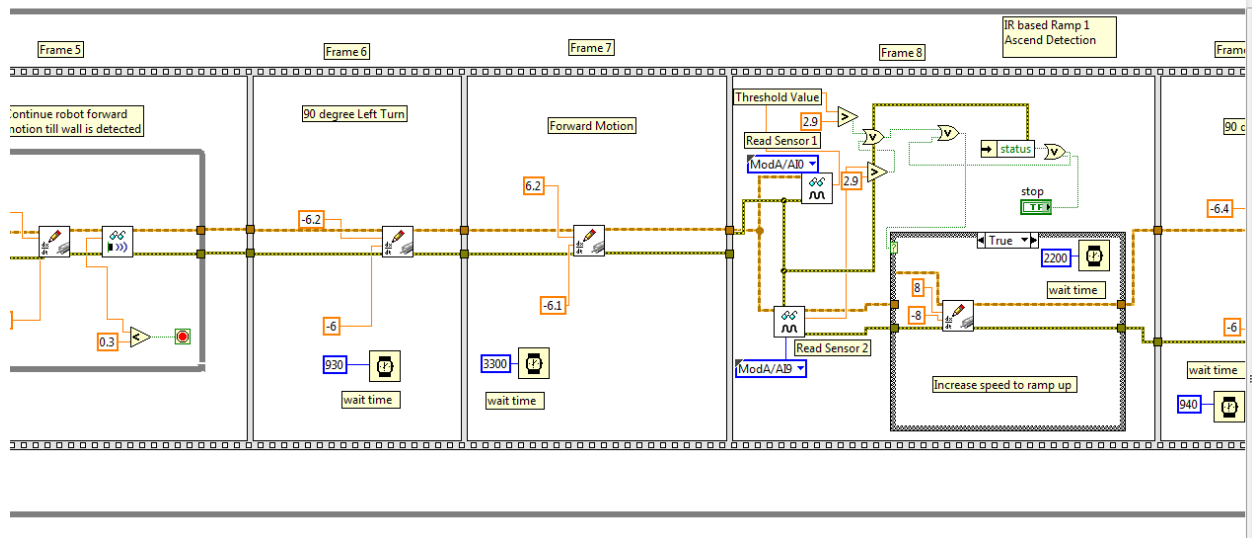 Frame 5
Frame 6
Frame 7
Frame 8
IR based Ramp 1
Ascend Detection
Continue robot forward
motion till wall is detected
0.3
90 degree Left Turn
-6.2
-6
930
wait time
Forward Motion
6.2
-6.1
3300
wait time
Threshold Value
2.9
Read Sensor 1
ModA/AI0
2.9
status
stop
TF
True
2200
wait time
8
-8
Read Sensor 2
ModA/AI9
Increase speed to ramp up
-6.4
-6
wait time
940